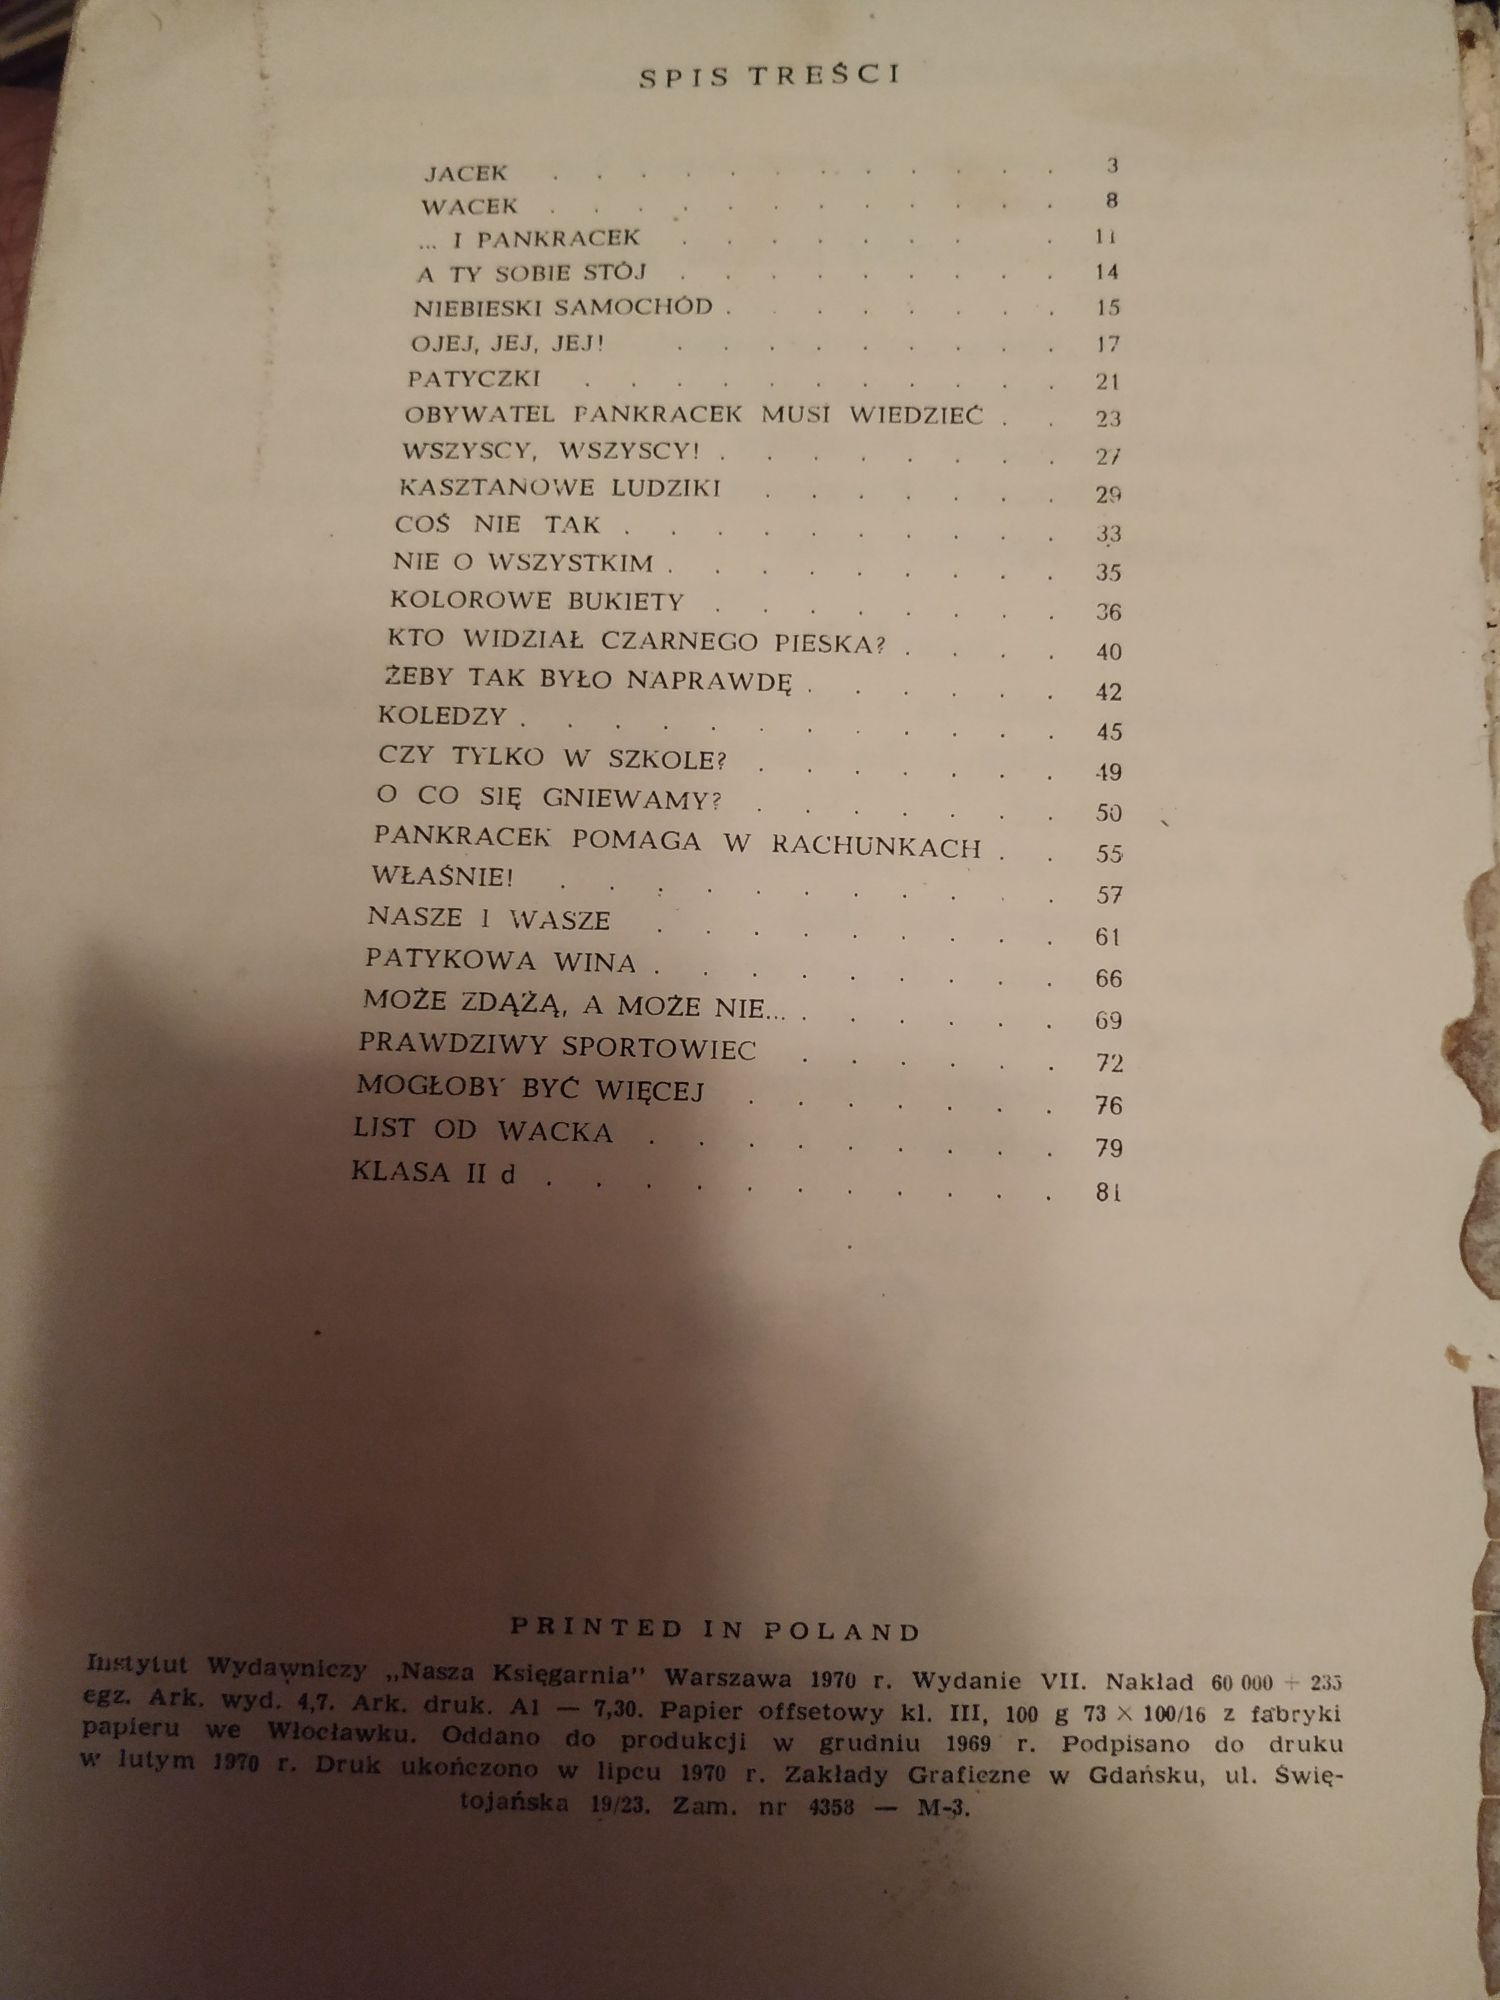 SPIS TREŚCI
JACEK . . . . . . . . . . . . 3
WACEK . . . . . . . . . . . . 8
... I PANKRACEK . . . . . . . . 11
A TY SOBIE STÓJ . . . . . . . . . 14
NIEBIESKI SAMOCHÓD . . . . . . . . 15
OJEJ, JEJ, JEJ! . . . . . . . . . 17
PATYCZKI . . . . . . . . . . . 21
OBYWATEL PANKRACEK MUSI WIEDZIEĆ . . 23
WSZYSCY, WSZYSCY! . . . . . . . . 27
KASZTANOWE LUDZIKI . . . . . . . 29
COŚ NIE TAK . . . . . . . . . . 33
NIE O WSZYSTKIM . . . . . . . . . 35
KOLOROWE BUKIETY . . . . . . . . 36
KTO WIDZIAŁ CZARNEGO PIESKA? . . . . 40
ŻEBY TAK BYŁO NAPRAWDĘ . . . . . . 42
KOLEDZY . . . . . . . . . . . . 45
CZY TYLKO W SZKOLE? . . . . . . . 49
O CO SIĘ GNIEWAMY? . . . . . . . 50
PANKRACEK POMAGA W RACHUNKACH . . 55
WŁAŚNIE! . . . . . . . . . . . 57
NASZE I WASZE . . . . . . . . . 61
PATYKOWA WINA . . . . . . . . . 66
MOŻE ZDĄŻĄ, A MOŻE NIE... . . . . . . 69
PRAWDZIWY SPORTOWIEC . . . . . . 72
MOGŁOBY BYĆ WIĘCEJ . . . . . . . 76
LIST OD WACKA . . . . . . . . . 79
KLASA II d . . . . . . . . . . . 81
PRINTED IN POLAND
Instytut Wydawniczy „Nasza Księgarnia” Warszawa 1970 r. Wydanie VII. Nakład 60 000 + 235
egz. Ark. wyd. 4,7. Ark. druk. A1 — 7,30. Papier offsetowy kl. III, 100 g 73 × 100/16 z fabryki
papieru we Włocławku. Oddano do produkcji w grudniu 1969 r. Podpisano do druku
w lutym 1970 r. Druk ukończono w lipcu 1970 r. Zakłady Graficzne w Gdańsku, ul. Świę-
tojańska 19/23. Zam. nr 4358 — M-3.